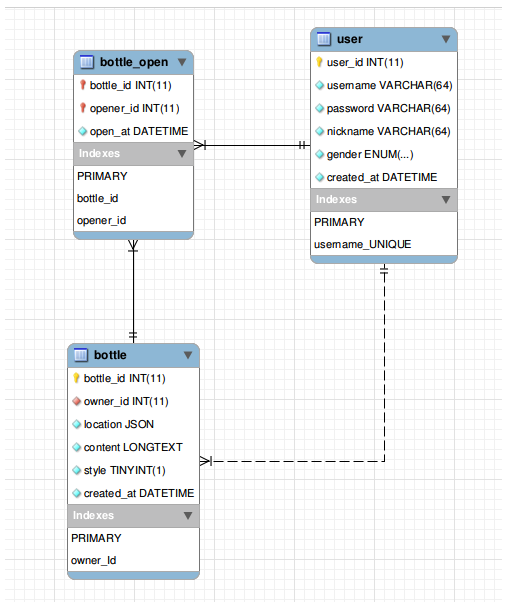 bottle_open
bottle_id INT(11)
opener_id INT(11)
open_at DATETIME
Indexes
PRIMARY
bottle_id
opener_id
user
user_id INT(11)
username VARCHAR(64)
password VARCHAR(64)
nickname VARCHAR(64)
gender ENUM(...)
created_at DATETIME
Indexes
PRIMARY
username_UNIQUE
bottle
bottle_id INT(11)
owner_id INT(11)
location JSON
content LONGTEXT
style TINYINT(1)
created_at DATETIME
Indexes
PRIMARY
owner_Id